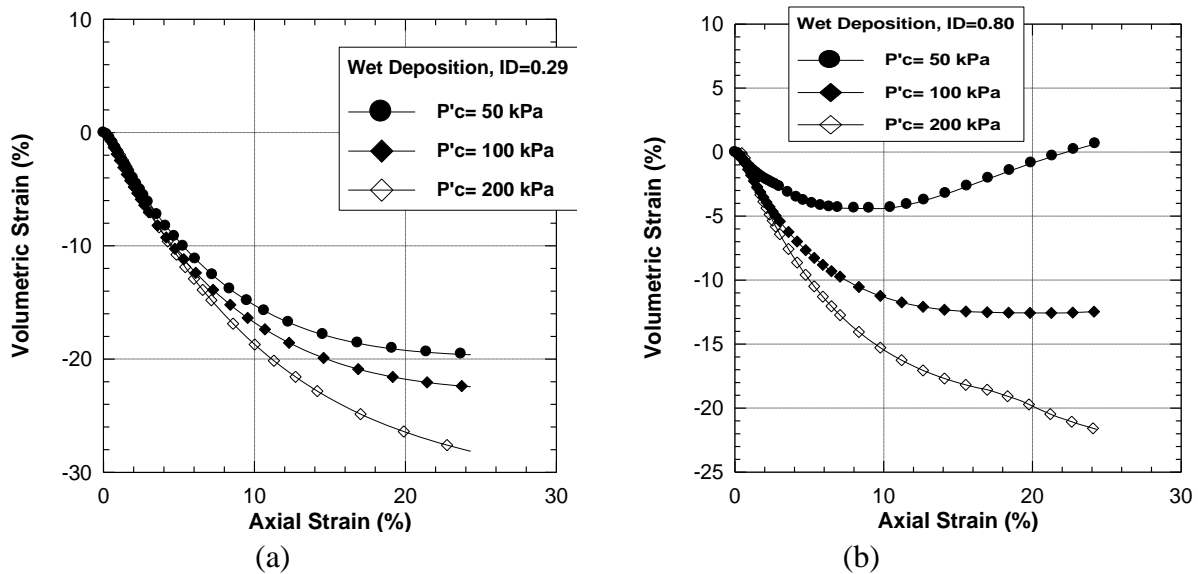 10
0
-10
-20
-30
Volumetric Strain (%)
0
10
20
30
Axial Strain (%)
Wet Deposition, ID=0.29
P'c= 50 kPa
P'c= 100 kPa
P'c= 200 kPa
(a)
10
5
0
-5
-10
-15
-20
-25
Volumetric Strain (%)
0
10
20
30
Axial Strain (%)
Wet Deposition, ID=0.80
P'c= 50 kPa
P'c= 100 kPa
P'c= 200 kPa
(b)